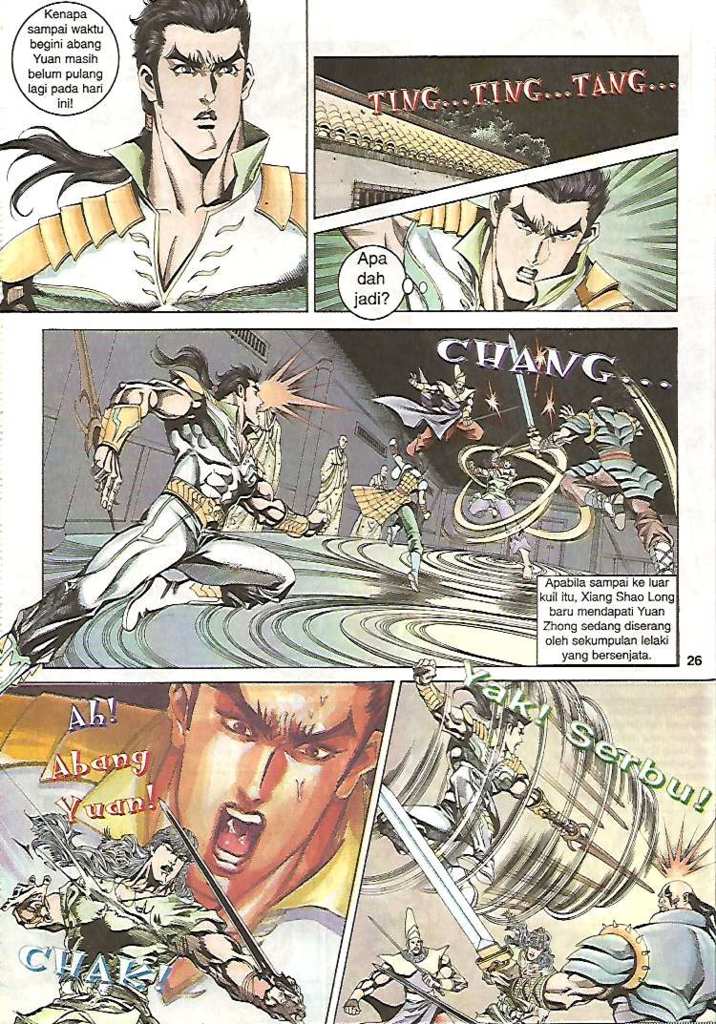 Kenapa
sampai waktu
begini abang
Yuan masih
belum pulang
lagi pada hari
ini!
TING...TING...TANG...
Apa
dah
jadi?
CHANG...
Apabila sampai ke luar
kuil itu, Xiang Shao Long
baru mendapati Yuan
Zhong sedang diserang
oleh sekumpulan lelaki
yang bersenjata.
26
Ah!
Abang
Yuan!
CHAK!
Yak! Serbu!